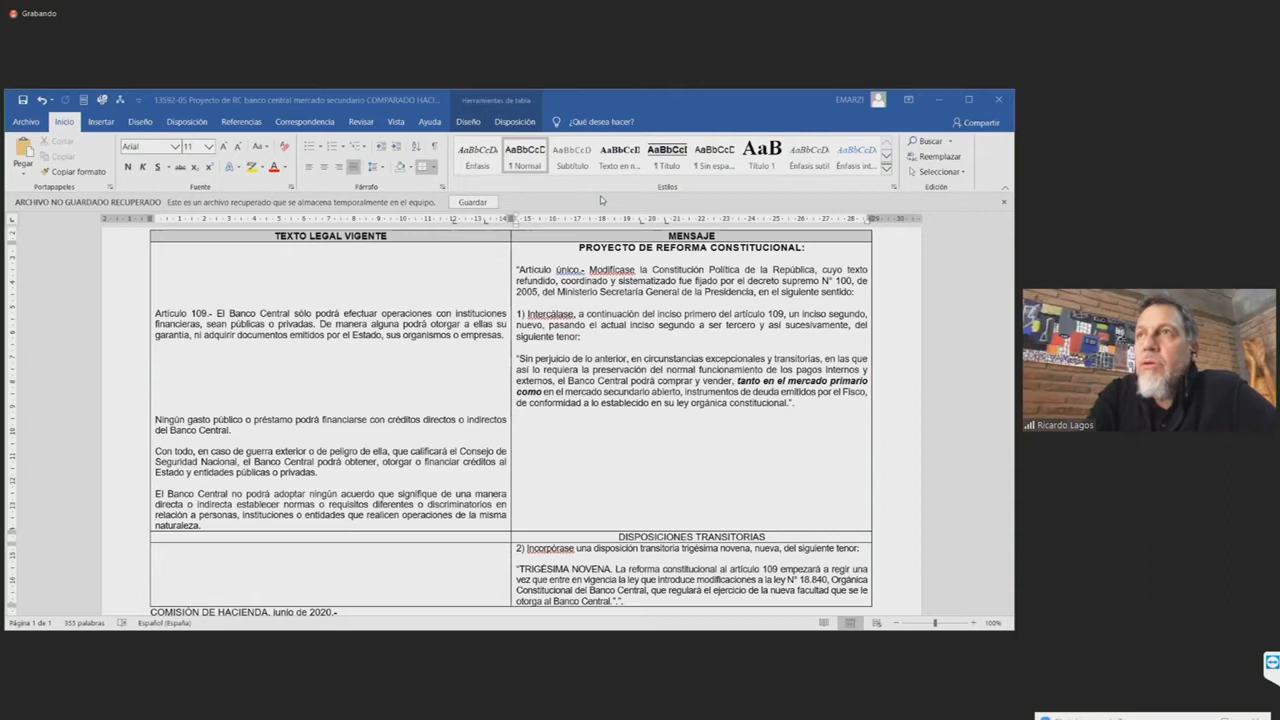 Grabando
13592-05 Proyecto de RC banco central mercado secundario COMPARADO HACI...
Herramientas de tabla
EMARZI
Archivo Inicio Insertar Diseño Disposición Referencias Correspondencia Revisar Vista Ayuda Diseño Disposición ¿Qué desea hacer? Compartir
Pegar
Cortar
Copiar
Copiar formato
Portapapeles
Arial 11
N K S
Fuente
Párrafo
AaBbCcDc AaBbCcI AaBbCcD AaBbCcD AaBbCcI AaBbCcD AaB AaBbCcDc AaBbCcDc
Énfasis ¶ Normal Subtítulo Texto en n... ¶ Título ¶ Sin espa... Título 1 Énfasis sutil Énfasis int...
Estilos
Buscar
Reemplazar
Seleccionar
Edición
ARCHIVO NO GUARDADO RECUPERADO Este es un archivo recuperado que se almacena temporalmente en el equipo. Guardar
TEXTO LEGAL VIGENTE
Artículo 109.- El Banco Central sólo podrá efectuar operaciones con instituciones
financieras, sean públicas o privadas. De manera alguna podrá otorgar a ellas su
garantía, ni adquirir documentos emitidos por el Estado, sus organismos o empresas.
Ningún gasto público o préstamo podrá financiarse con créditos directos o indirectos
del Banco Central.
Con todo, en caso de guerra exterior o de peligro de ella, que calificará el Consejo de
Seguridad Nacional, el Banco Central podrá obtener, otorgar o financiar créditos al
Estado y entidades públicas o privadas.
El Banco Central no podrá adoptar ningún acuerdo que signifique de una manera
directa o indirecta establecer normas o requisitos diferentes o discriminatorios en
relación a personas, instituciones o entidades que realicen operaciones de la misma
naturaleza.
MENSAJE
PROYECTO DE REFORMA CONSTITUCIONAL:
"Artículo único.- Modifícase la Constitución Política de la República, cuyo texto
refundido, coordinado y sistematizado fue fijado por el decreto supremo N° 100, de
2005, del Ministerio Secretaría General de la Presidencia, en el siguiente sentido:
1) Intercálase, a continuación del inciso primero del artículo 109, un inciso segundo,
nuevo, pasando el actual inciso segundo a ser tercero y así sucesivamente, del
siguiente tenor:
"Sin perjuicio de lo anterior, en circunstancias excepcionales y transitorias, en las que
así lo requiera la preservación del normal funcionamiento de los pagos internos y
externos, el Banco Central podrá comprar y vender, tanto en el mercado primario
como en el mercado secundario abierto, instrumentos de deuda emitidos por el Fisco,
de conformidad a lo establecido en su ley orgánica constitucional.".
DISPOSICIONES TRANSITORIAS
2) Incorpórase una disposición transitoria trigésima novena, nueva, del siguiente tenor:
"TRIGÉSIMA NOVENA. La reforma constitucional al artículo 109 empezará a regir una
vez que entre en vigencia la ley que introduce modificaciones a la ley N° 18.840, Orgánica
Constitucional del Banco Central, que regulará el ejercicio de la nueva facultad que se le
otorga al Banco Central.".".
COMISIÓN DE HACIENDA. junio de 2020.-
Página 1 de 1 355 palabras Español (España) 100%
Ricardo Lagos